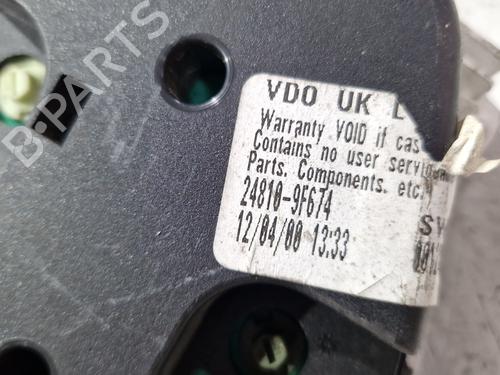 B-PARTS
VDO UK L
Warranty VOID if cas
Contains no user servi
Parts. Components. etc.
24810-9F674
12/04/00 13:33